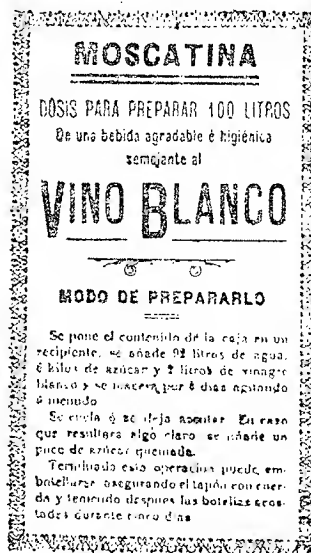 MOSCATINA
DOSIS PARA PREPARAR 100 LITROS
De una bebida agradable é higiénica
semejante al
VINO BLANCO
MODO DE PREPARARLO
Se pone el contenido de la caja en un
recipiente, se añade 92 litros de agua,
6 kilos de azúcar y 2 litros de vinagre
blanco y se macera por 8 dias agitando
á menudo
Se cuela ó se deja asentar. En caso
que resultara algo claro se añade un
poco de azúcar quemada.
Terminada esta operacion puede em-
botellarse asegurando el tapón con cuer-
da y teniendo despues las botellas acos-
tadas durante cinco dias